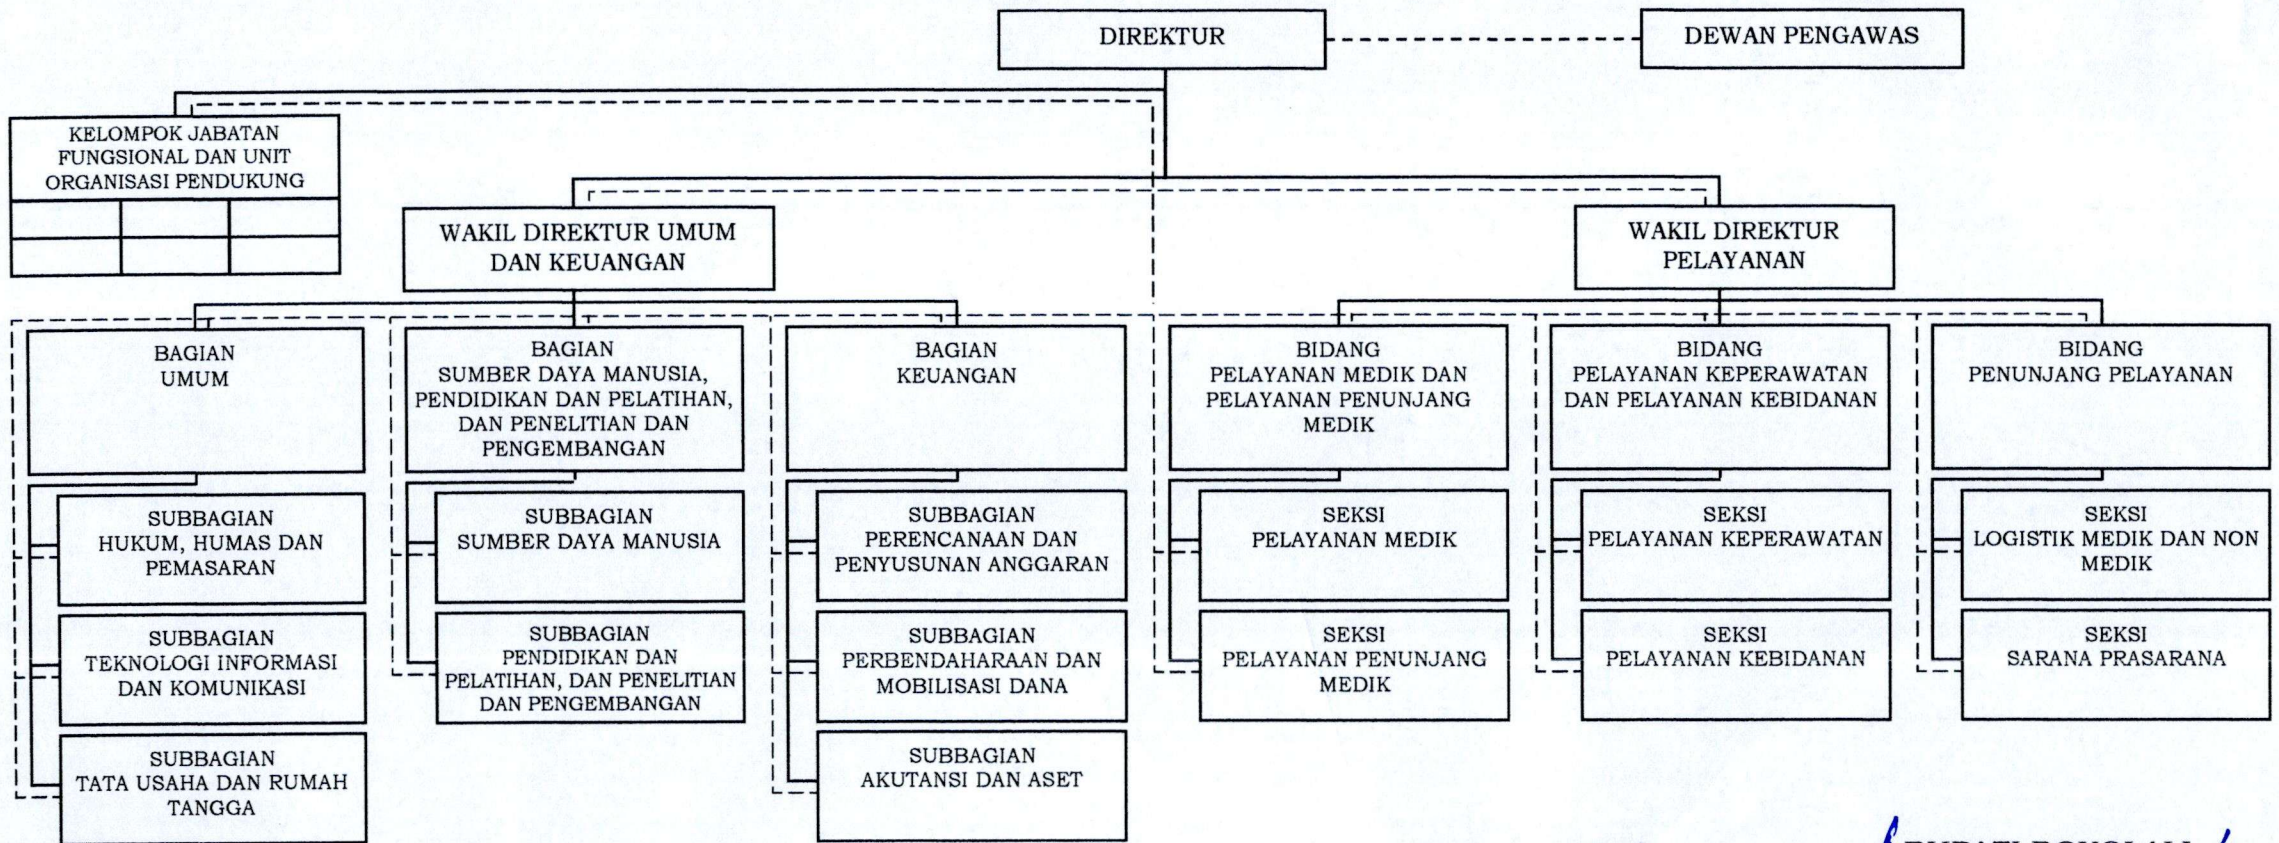 DIREKTUR
DEWAN PENGAWAS
KELOMPOK JABATAN
FUNGSIONAL DAN UNIT
ORGANISASI PENDUKUNG
WAKIL DIREKTUR UMUM
DAN KEUANGAN
WAKIL DIREKTUR
PELAYANAN
BAGIAN
UMUM
BAGIAN
SUMBER DAYA MANUSIA,
PENDIDIKAN DAN PELATIHAN,
DAN PENELITIAN DAN
PENGEMBANGAN
BAGIAN
KEUANGAN
BIDANG
PELAYANAN MEDIK DAN
PELAYANAN PENUNJANG
MEDIK
BIDANG
PELAYANAN KEPERAWATAN
DAN PELAYANAN KEBIDANAN
BIDANG
PENUNJANG PELAYANAN
SUBBAGIAN
HUKUM, HUMAS DAN
PEMASARAN
SUBBAGIAN
SUMBER DAYA MANUSIA
SUBBAGIAN
PERENCANAAN DAN
PENYUSUNAN ANGGARAN
SEKSI
PELAYANAN MEDIK
SEKSI
PELAYANAN KEPERAWATAN
SEKSI
LOGISTIK MEDIK DAN NON
MEDIK
SUBBAGIAN
TEKNOLOGI INFORMASI
DAN KOMUNIKASI
SUBBAGIAN
PENDIDIKAN DAN
PELATIHAN, DAN PENELITIAN
DAN PENGEMBANGAN
SUBBAGIAN
PERBENDAHARAAN DAN
MOBILISASI DANA
SEKSI
PELAYANAN PENUNJANG
MEDIK
SEKSI
PELAYANAN KEBIDANAN
SEKSI
SARANA PRASARANA
SUBBAGIAN
TATA USAHA DAN RUMAH
TANGGA
SUBBAGIAN
AKUTANSI DAN ASET